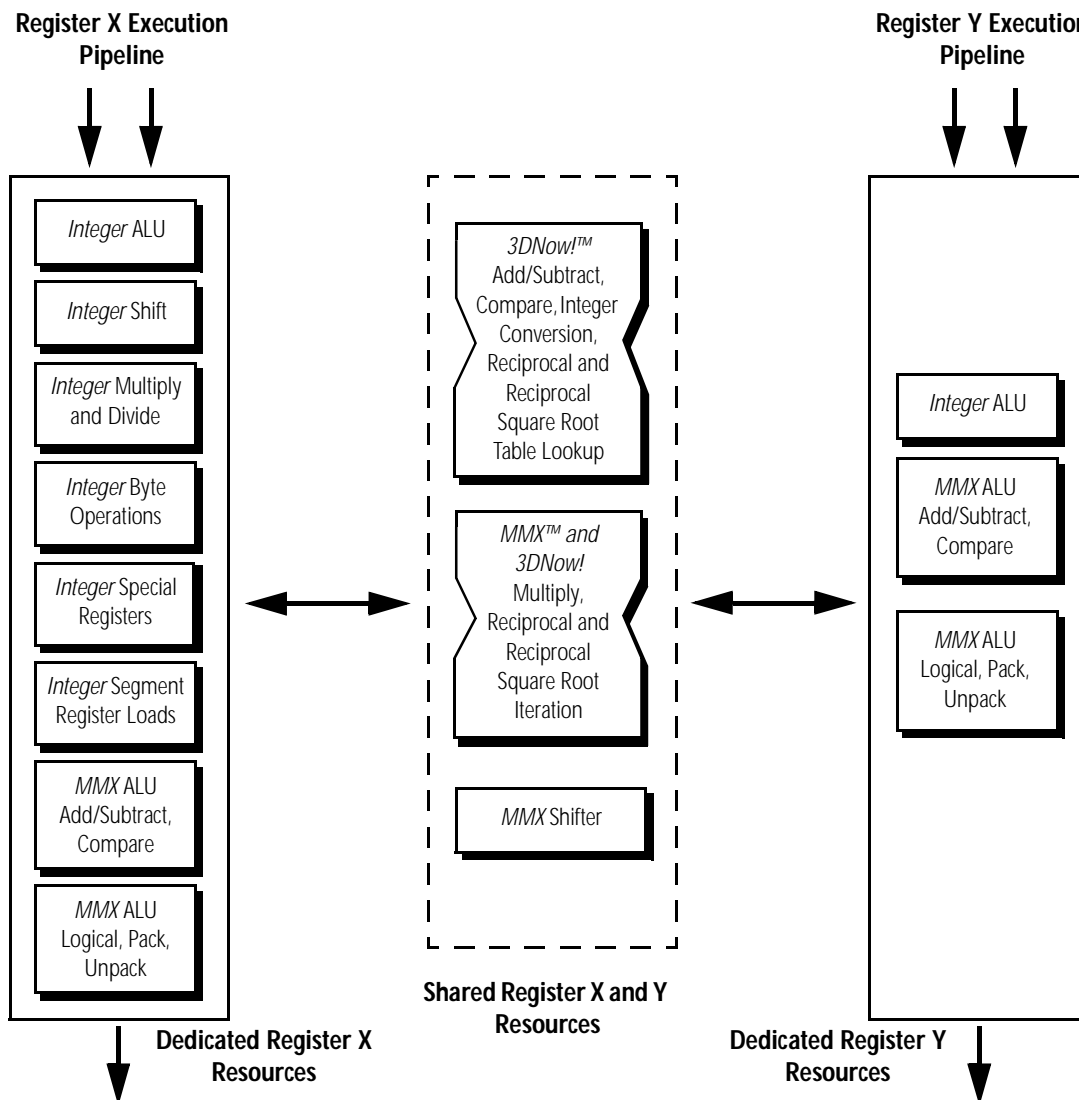 Register X Execution
Pipeline
Register Y Execution
Pipeline
Integer ALU
Integer Shift
Integer Multiply
and Divide
Integer Byte
Operations
Integer Special
Registers
Integer Segment
Register Loads
MMX ALU
Add/Subtract,
Compare
MMX ALU
Logical, Pack,
Unpack
3DNow!™
Add/Subtract,
Compare, Integer
Conversion,
Reciprocal and
Reciprocal
Square Root
Table Lookup
MMX™ and
3DNow!
Multiply,
Reciprocal and
Reciprocal
Square Root
Iteration
MMX Shifter
Integer ALU
MMX ALU
Add/Subtract,
Compare
MMX ALU
Logical, Pack,
Unpack
Shared Register X and Y
Resources
Dedicated Register X
Resources
Dedicated Register Y
Resources